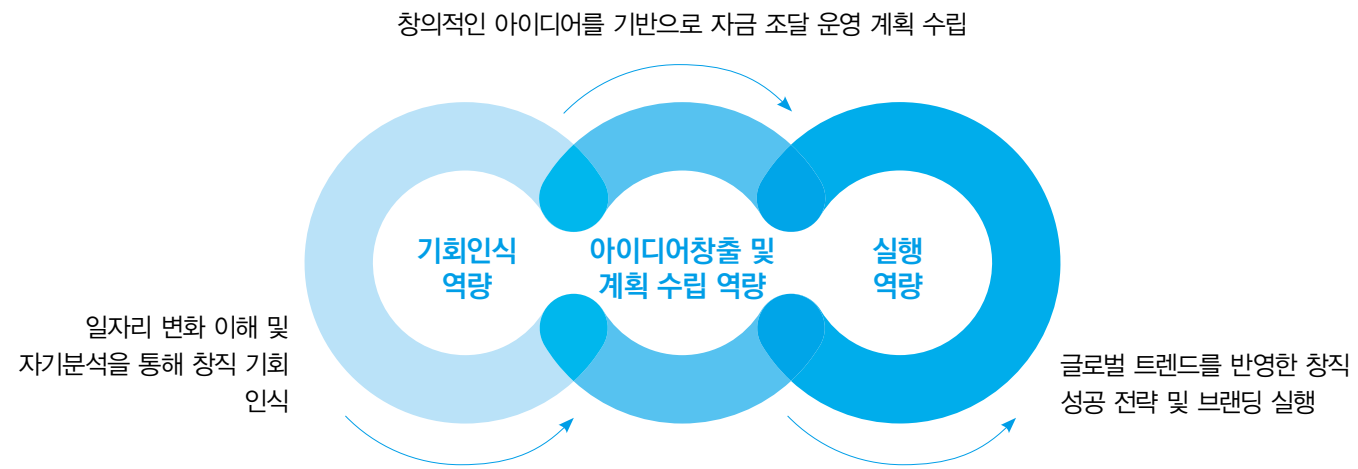 창의적인 아이디어를 기반으로 자금 조달 운영 계획 수립
기회인식
역량
아이디어창출 및
계획 수립 역량
실행
역량
일자리 변화 이해 및
자기분석을 통해 창직 기회
인식
글로벌 트렌드를 반영한 창직
성공 전략 및 브랜딩 실행